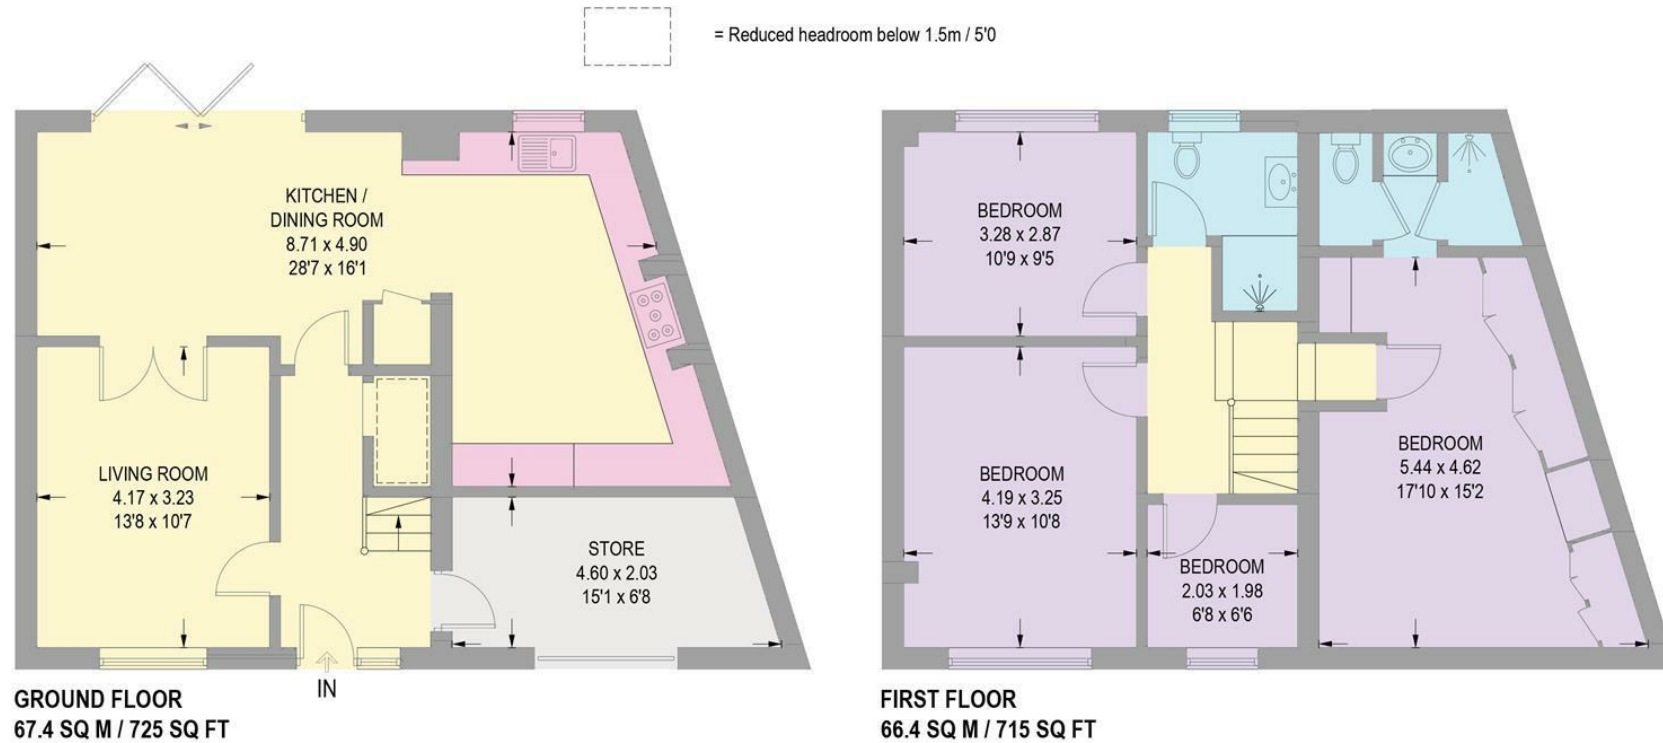 = Reduced headroom below 1.5m / 5'0
KITCHEN /
DINING ROOM
8.71 x 4.90
28'7 x 16'1
LIVING ROOM
4.17 x 3.23
13'8 x 10'7
STORE
4.60 x 2.03
15'1 x 6'8
IN
GROUND FLOOR
67.4 SQ M / 725 SQ FT
BEDROOM
3.28 x 2.87
10'9 x 9'5
BEDROOM
4.19 x 3.25
13'9 x 10'8
BEDROOM
2.03 x 1.98
6'8 x 6'6
BEDROOM
5.44 x 4.62
17'10 x 15'2
FIRST FLOOR
66.4 SQ M / 715 SQ FT